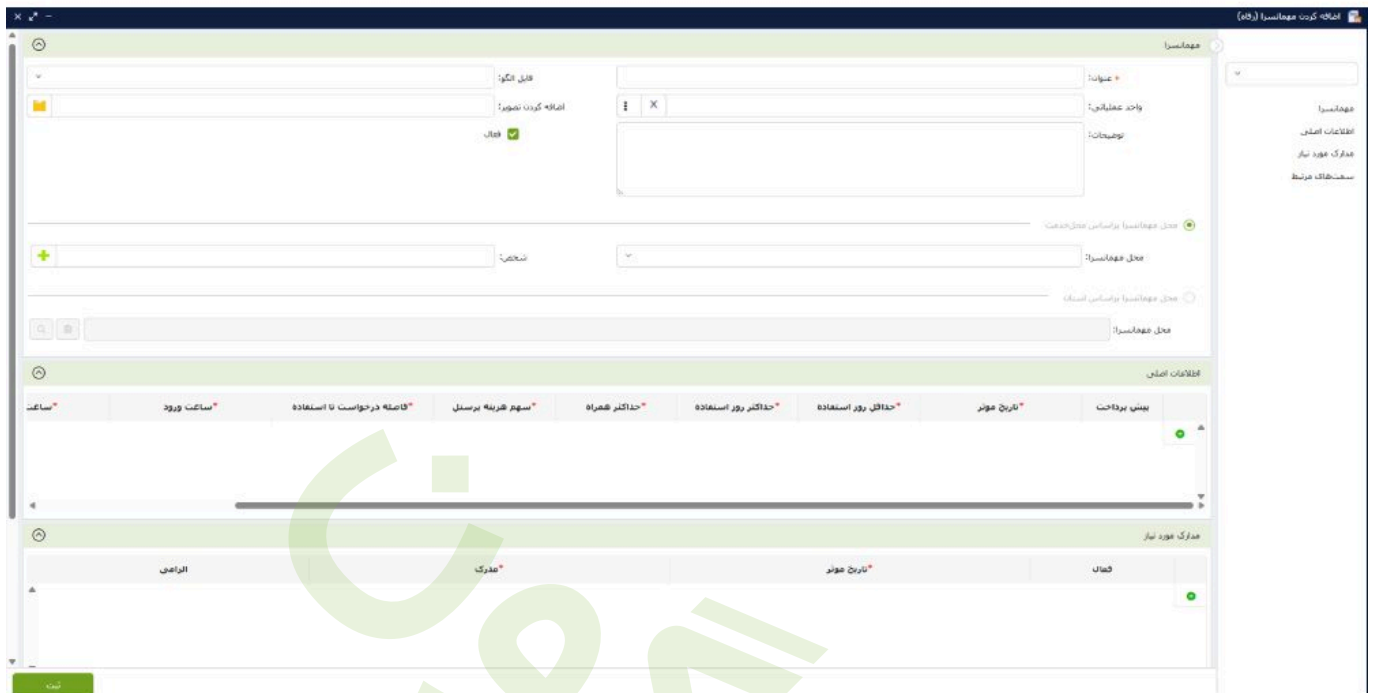 اضافه کردن مهمانسرا (رفاه)
مهمانسرا
اطلاعات اصلی
مدارک مورد نیاز
سمت‌های مرتبط
مهمانسرا
* عنوان:
فایل الگو:
واحد عملیاتی:
اضافه کردن تصویر:
توضیحات:
فعال
محل مهمانسرا براساس محل‌خدمت
محل مهمانسرا:
شخص:
محل مهمانسرا براساس استان
محل مهمانسرا:
اطلاعات اصلی
پیش پرداخت *تاریخ موثر *حداقل روز استفاده *حداکثر روز استفاده *حداکثر همراه *سهم هزینه پرسنل *فاصله درخواست تا استفاده *ساعت ورود *ساعت
مدارک مورد نیاز
فعال *تاریخ موثر *مدرک الزامی
ثبت